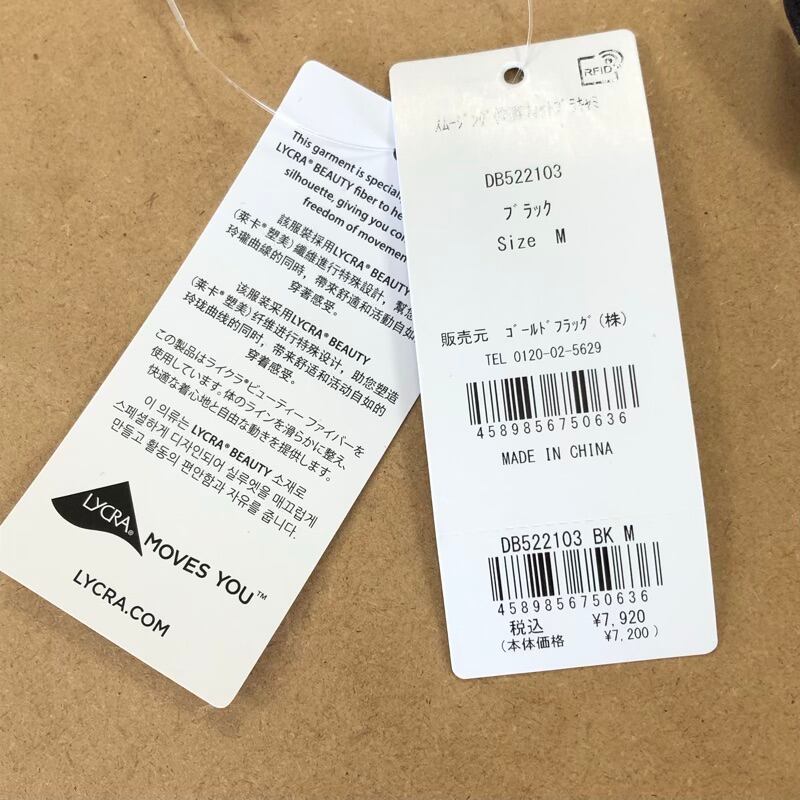 This garment is special
LYCRA® BEAUTY fiber to he
silhouette, giving you co
freedom of movemen
該服裝採用LYCRA® BEAUTY
(萊卡®塑美) 纖維進行特殊設計，幫您
玲瓏曲線的同時，帶來舒適和活動自如
穿著感受。
该服装采用LYCRA® BEAUTY
(莱卡®塑美) 纤维进行特殊设计，助您塑造
玲珑曲线的同时，带来舒适和活动自如的
穿着感受。
この製品はライクラ®ビューティー ファイバーを
使用しています。体のラインを滑らかに整え、
快適な着心地と自由な動きを提供します。
이 의류는 LYCRA® BEAUTY 소재로
스페셜하게 디자인되어 실루엣을 매끄럽게
만들고 활동의 편안함과 자유를 줍니다.
LYCRA®
MOVES YOU™
LYCRA.COM
RFID
ｽﾑｰｼﾞﾝｸﾞ
DB522103
ﾌﾞﾗｯｸ
Size M
販売元 ｺﾞｰﾙﾄﾞﾌﾗｯｸﾞ(株)
TEL 0120-02-5629
4589856750636
MADE IN CHINA
DB522103 BK M
4589856750636
税込 ¥7,920
(本体価格 ¥7,200)